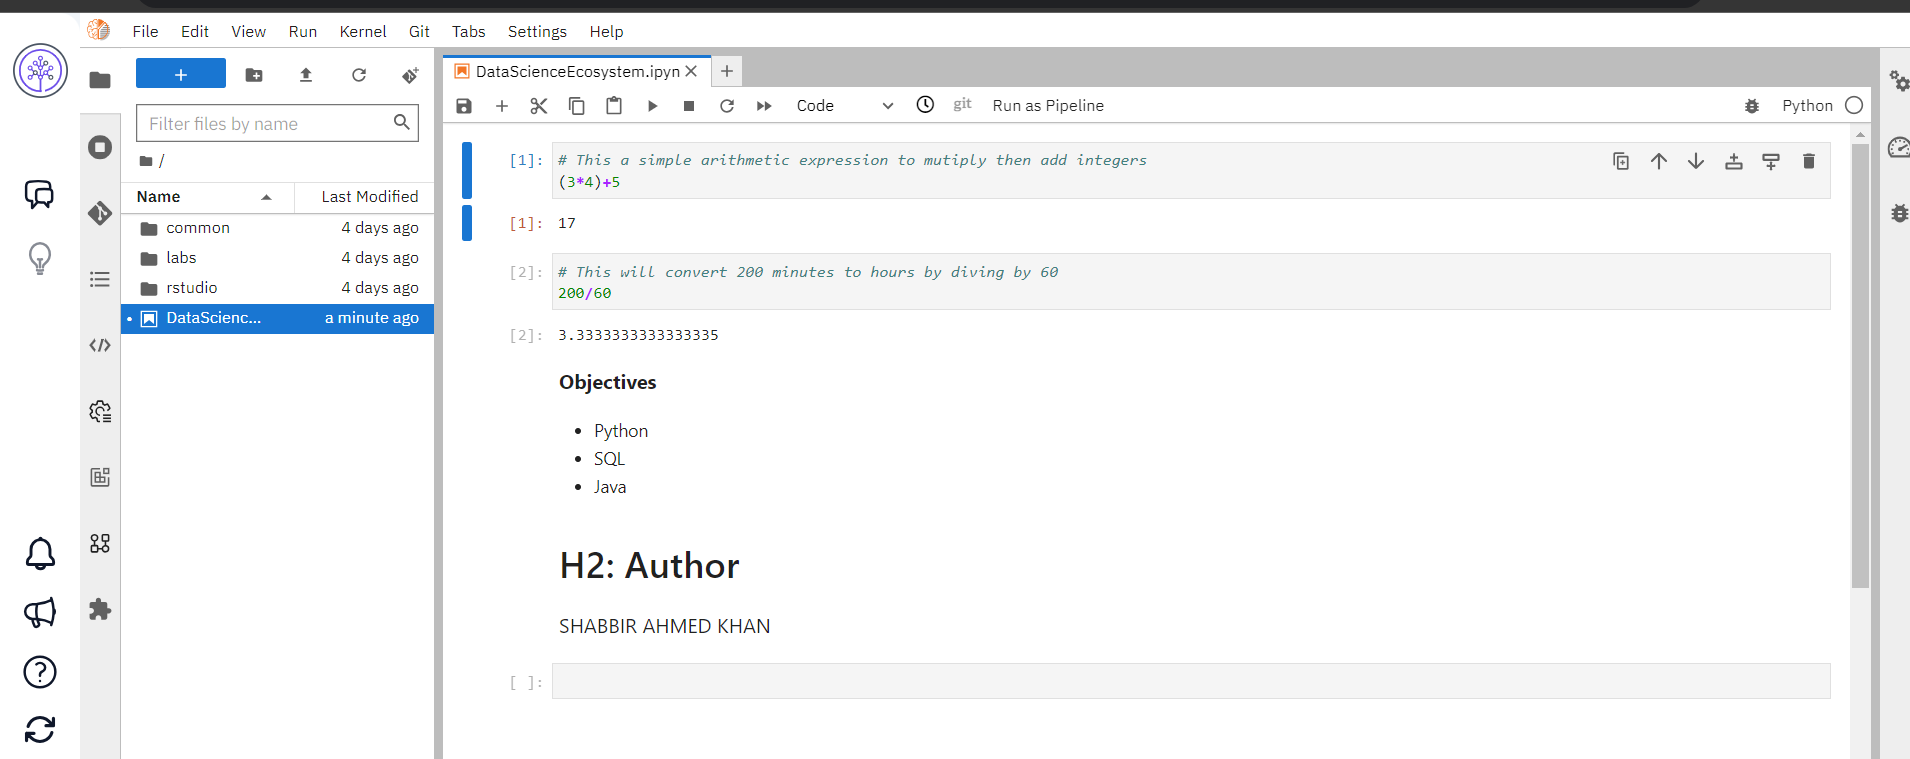 File Edit View Run Kernel Git Tabs Settings Help
+
Filter files by name
/
Name Last Modified
common 4 days ago
labs 4 days ago
rstudio 4 days ago
DataScienc... a minute ago
DataScienceEcosystem.ipyn
Code git Run as Pipeline Python
[1]: # This a simple arithmetic expression to mutiply then add integers
(3*4)+5
[1]: 17
[2]: # This will convert 200 minutes to hours by diving by 60
200/60
[2]: 3.3333333333333335
Objectives
• Python
• SQL
• Java
H2: Author
SHABBIR AHMED KHAN
[ ]: